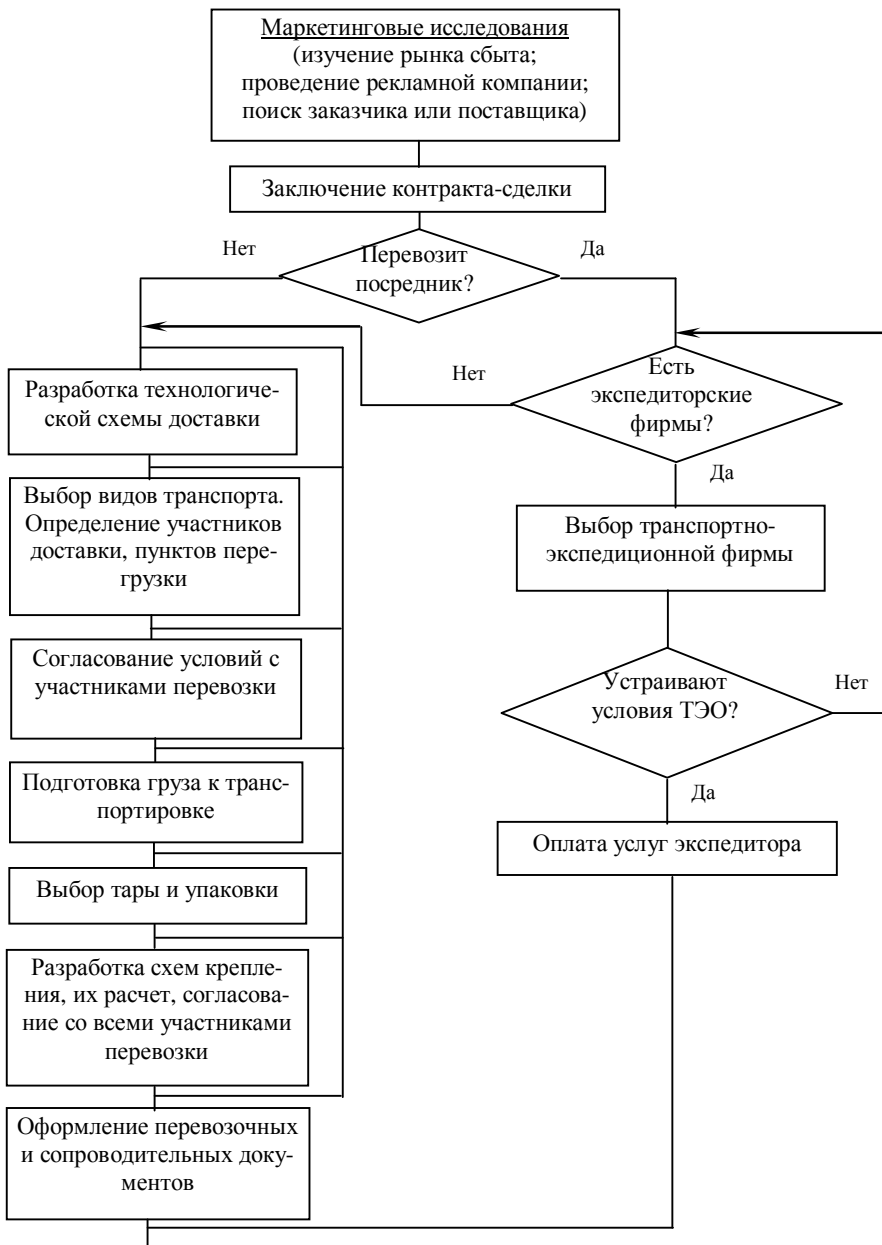 Маркетинговые исследования
(изучение рынка сбыта;
проведение рекламной компании;
поиск заказчика или поставщика)
Заключение контракта-сделки
Нет
Перевозит
посредник?
Да
Есть
экспедиторские
фирмы?
Нет
Да
Разработка технологиче-
ской схемы доставки
Выбор видов транспорта.
Определение участников
доставки, пунктов пере-
грузки
Выбор транспортно-
экспедиционной фирмы
Согласование условий с
участниками перевозки
Устраивают
условия ТЭО?
Нет
Да
Подготовка груза к транс-
портировке
Оплата услуг экспедитора
Выбор тары и упаковки
Разработка схем крепле-
ния, их расчет, согласова-
ние со всеми участниками
перевозки
Оформление перевозочных
и сопроводительных доку-
ментов